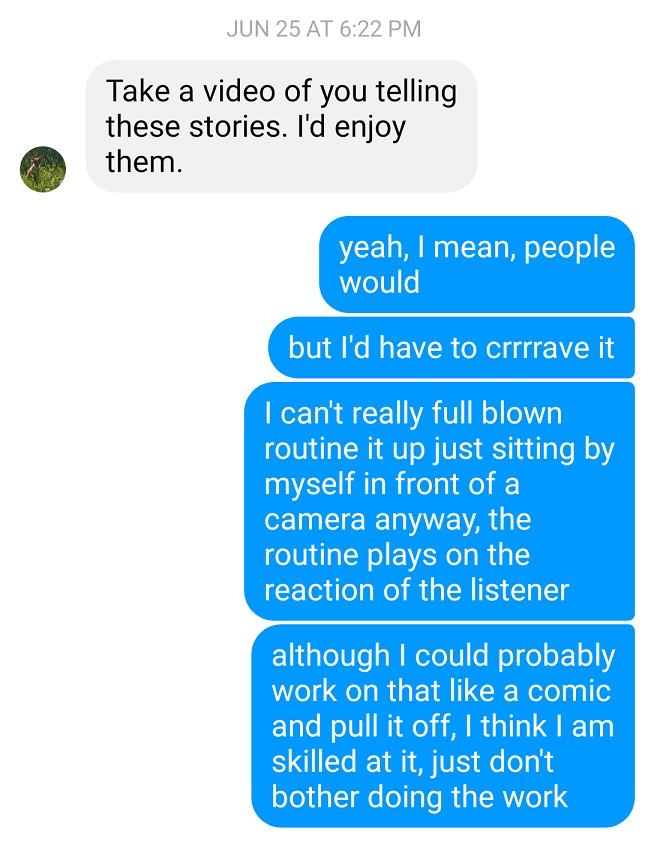 JUN 25 AT 6:22 PM
Take a video of you telling
these stories. I'd enjoy
them.
yeah, I mean, people
would
but I'd have to crrrrave it
I can't really full blown
routine it up just sitting by
myself in front of a
camera anyway, the
routine plays on the
reaction of the listener
although I could probably
work on that like a comic
and pull it off, I think I am
skilled at it, just don't
bother doing the work